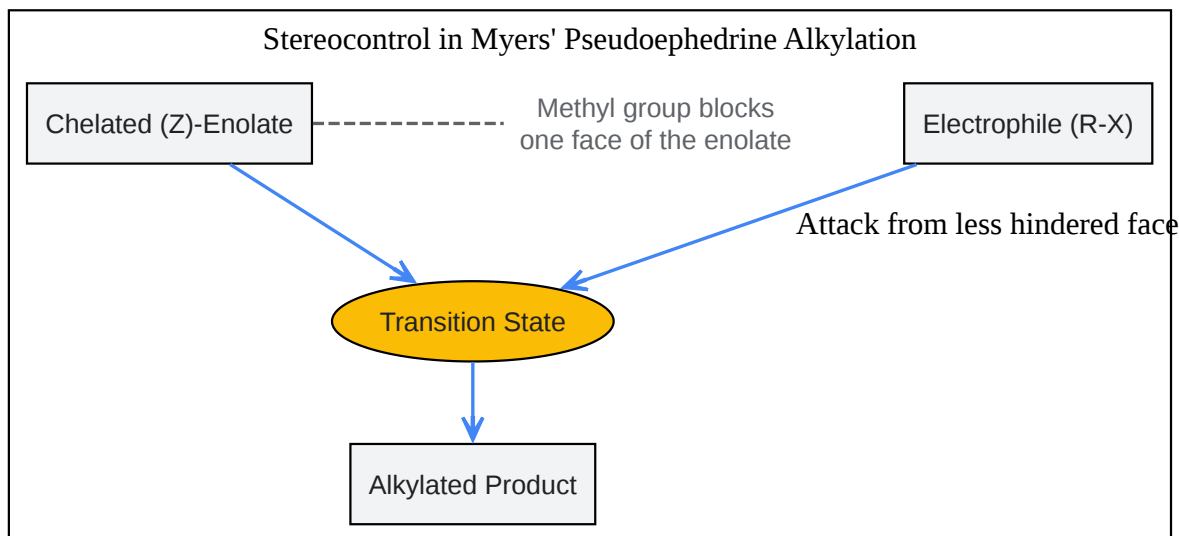 Stereocontrol in Myers' Pseudoephedrine Alkylation
Chelated (Z)-Enolate
Methyl group blocks
one face of the enolate
Electrophile (R-X)
Attack from less hindered face
Transition State
Alkylated Product